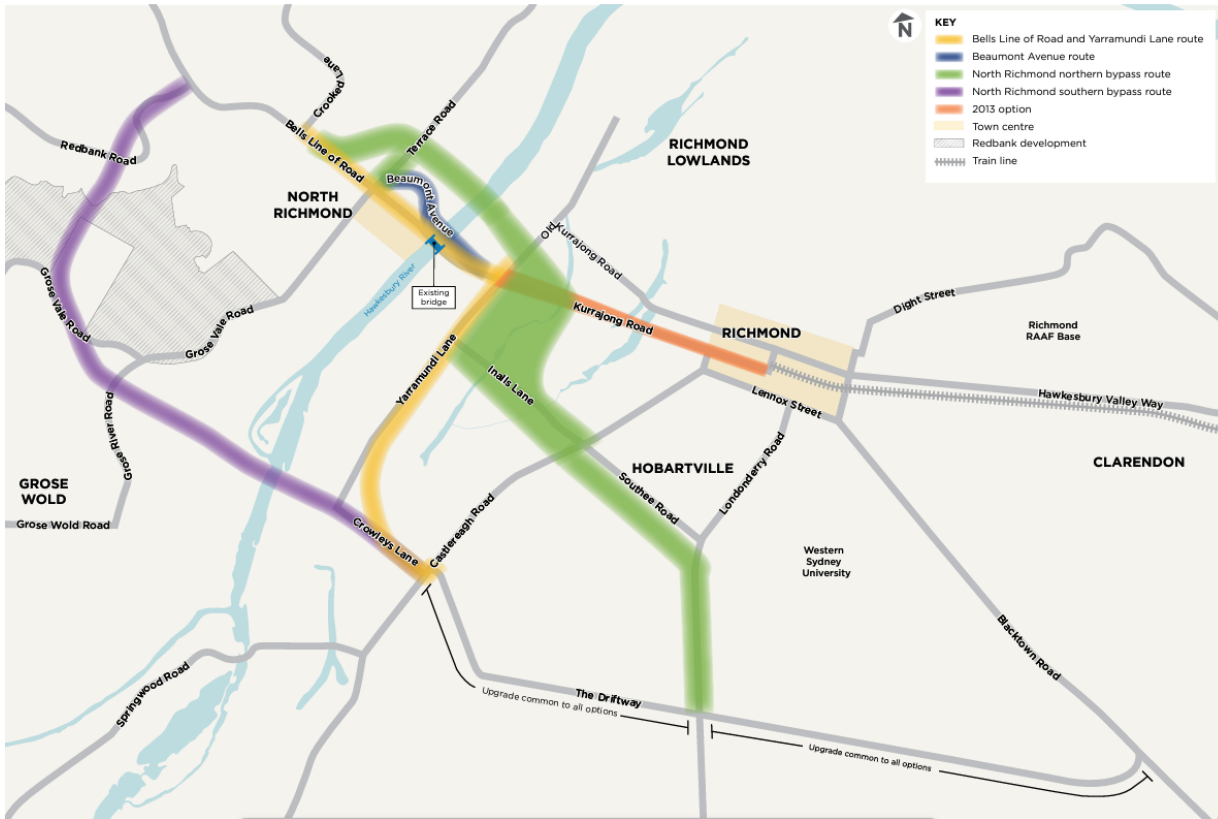 N
KEY
Bells Line of Road and Yarramundi Lane route
Beaumont Avenue route
North Richmond northern bypass route
North Richmond southern bypass route
2013 option
Town centre
Redbank development
Train line
Crooked
Lane
Bells Line of Road
Terrace Road
Redbank Road
RICHMOND
LOWLANDS
Beaumont
Avenue
NORTH
RICHMOND
Old
Kurrajong Road
Hawkesbury River
Existing
bridge
Grose Vale Road
Grose Vale Road
Kurrajong Road
RICHMOND
Dight Street
Richmond
RAAF Base
Yarramundi Lane
Inalls Lane
Lennox Street
Hawkesbury Valley Way
Grose River Road
GROSE
WOLD
HOBARTVILLE
Londonderry Road
CLARENDON
Southee Road
Grose Wold Road
Crowleys Lane
Castlereagh Road
Western
Sydney
University
Blacktown Road
Springwood Road
The Driftway
Upgrade common to all options
Upgrade common to all options